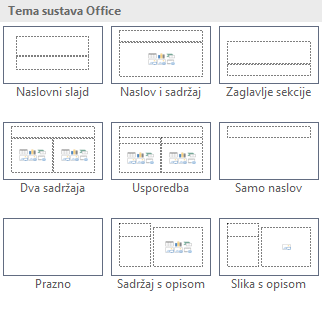 Tema sustava Office
Naslovni slajd
Naslov i sadržaj
Zaglavlje sekcije
Dva sadržaja
Usporedba
Samo naslov
Prazno
Sadržaj s opisom
Slika s opisom